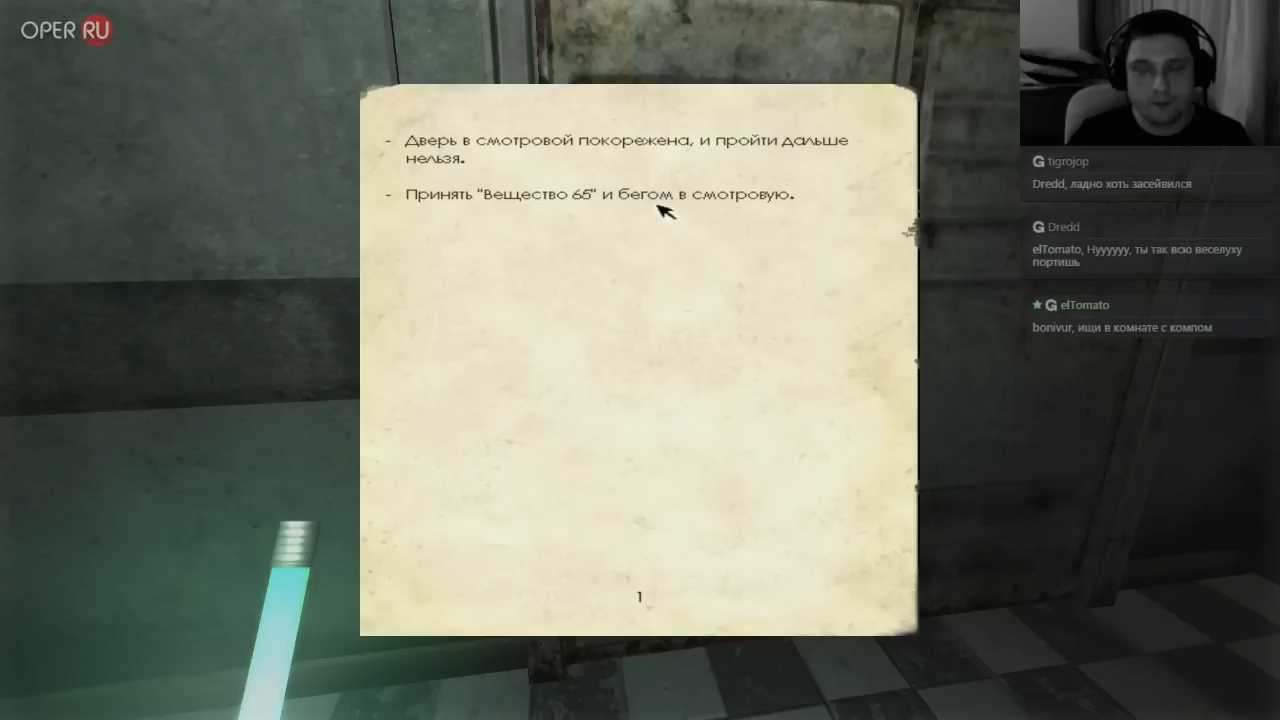 OPER RU
- Дверь в смотровой покорежена, и пройти дальше
нельзя.
- Принять "Вещество 65" и бегом в смотровую.
1
G tigrojop
Dredd, ладно хоть засейвился
G Dredd
elTomato, Нуууууу, ты так всю веселуху
портишь
★ G elTomato
bonivur, ищи в комнате с компом